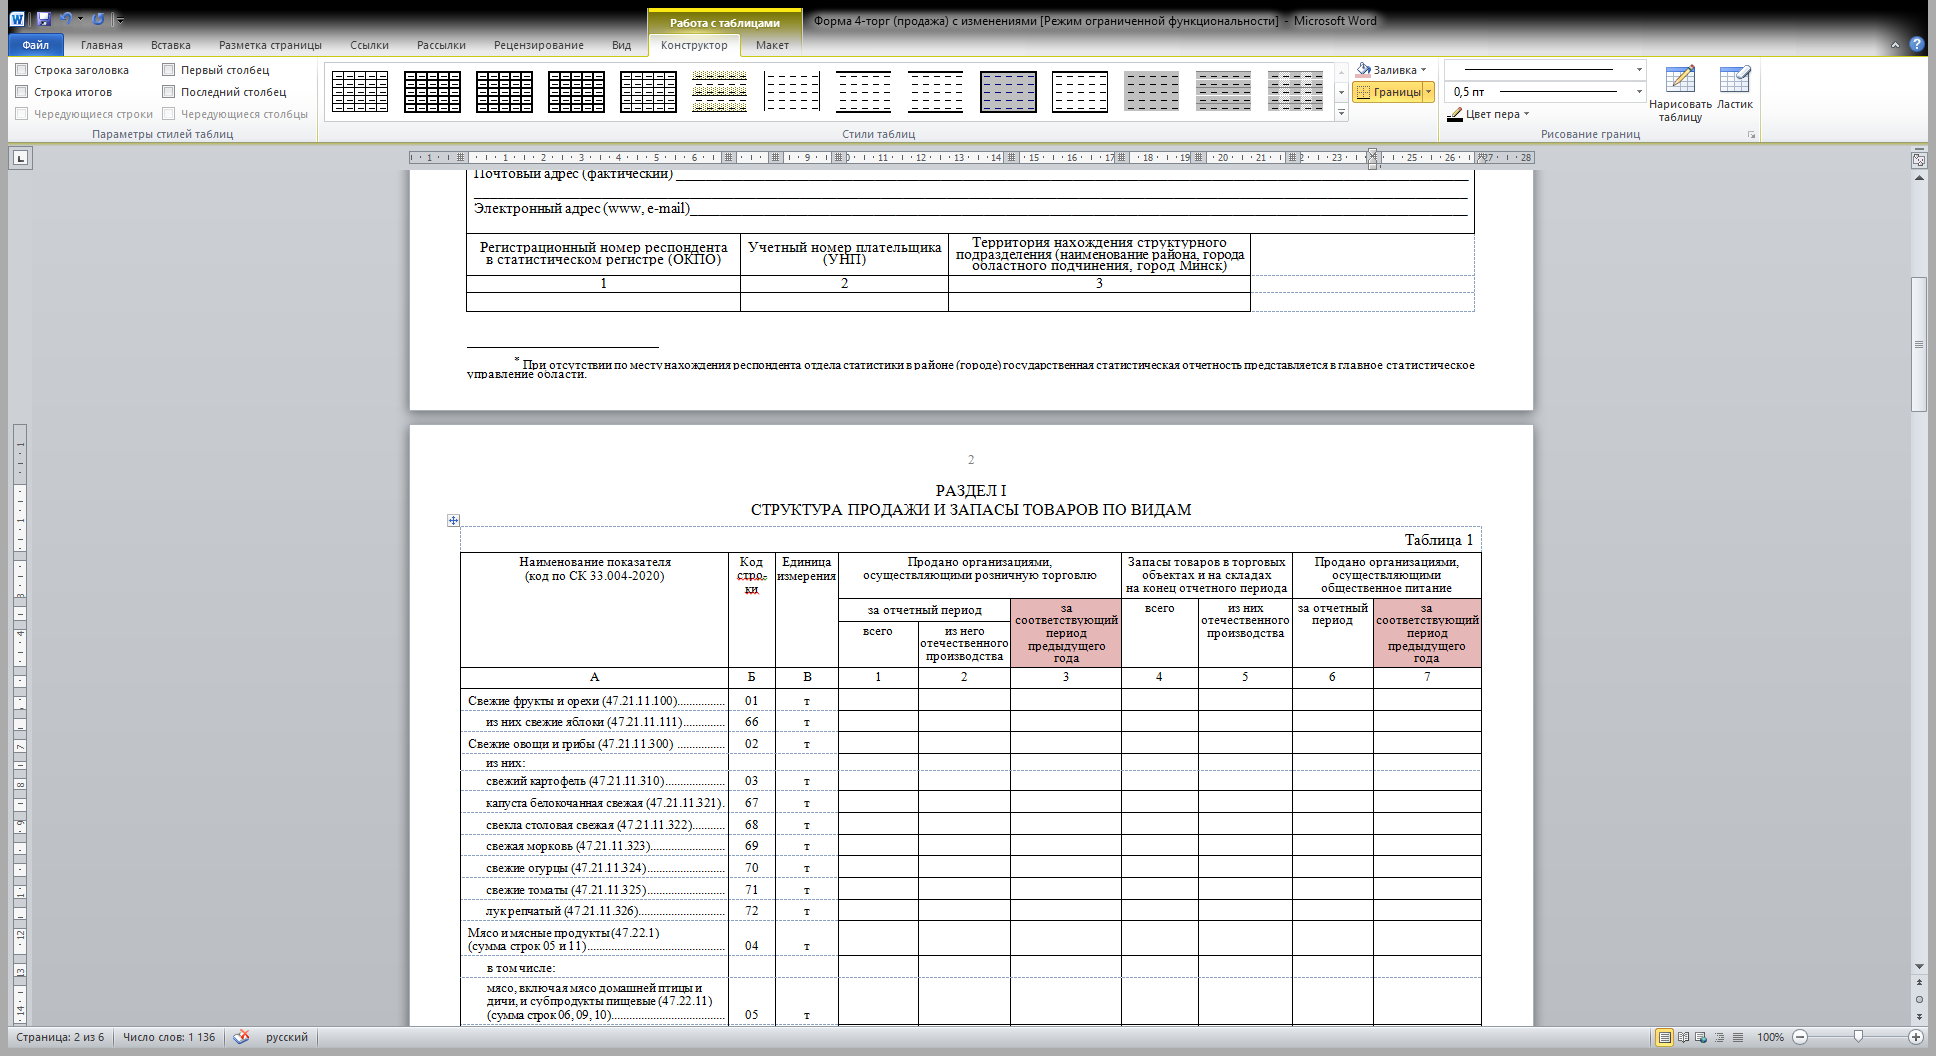 Работа с таблицами
Форма 4-торг (продажа) с изменениями [Режим ограниченной функциональности] - Microsoft Word
Файл Главная Вставка Разметка страницы Ссылки Рассылки Рецензирование Вид Конструктор Макет
Строка заголовка Первый столбец
Строка итогов Последний столбец
Чередующиеся строки Чередующиеся столбцы
Параметры стилей таблиц
Стили таблиц
Заливка
Границы
0,5 пт
Цвет пера
Нарисовать таблицу
Ластик
Рисование границ
Почтовый адрес (фактический)
Электронный адрес (www, e-mail)
Регистрационный номер респондента
в статистическом регистре (ОКПО)
Учетный номер плательщика
(УНП)
Территория нахождения структурного
подразделения (наименование района, города
областного подчинения, город Минск)
1 2 3
* При отсутствии по месту нахождения респондента отдела статистики в районе (городе) государственная статистическая отчетность представляется в главное статистическое
управление области.
2
РАЗДЕЛ I
СТРУКТУРА ПРОДАЖИ И ЗАПАСЫ ТОВАРОВ ПО ВИДАМ
Таблица 1
Наименование показателя
(код по СК 33.004-2020)
Код
стро-
ки
Единица
измерения
Продано организациями,
осуществляющими розничную торговлю
Запасы товаров в торговых
объектах и на складах
на конец отчетного периода
Продано организациями,
осуществляющими
общественное питание
за отчетный период
всего
из него
отечественного
производства
за
соответствующий
период
предыдущего
года
всего
из них
отечественного
производства
за отчетный
период
за
соответствующий
период
предыдущего
года
А Б В 1 2 3 4 5 6 7
Свежие фрукты и орехи (47.21.11.100)............... 01 т
из них свежие яблоки (47.21.11.111)............. 66 т
Свежие овощи и грибы (47.21.11.300) ............... 02 т
из них:
свежий картофель (47.21.11.310)................... 03 т
капуста белокочанная свежая (47.21.11.321). 67 т
свекла столовая свежая (47.21.11.322).......... 68 т
свежая морковь (47.21.11.323)....................... 69 т
свежие огурцы (47.21.11.324)........................ 70 т
свежие томаты (47.21.11.325)........................ 71 т
лук репчатый (47.21.11.326)........................... 72 т
Мясо и мясные продукты (47.22.1)
(сумма строк 05 и 11)........................................... 04 т
в том числе:
мясо, включая мясо домашней птицы и
дичи, и субпродукты пищевые (47.22.11)
(сумма строк 06, 09, 10).................................... 05 т
Страница: 2 из 6 Число слов: 1 136 русский 100%